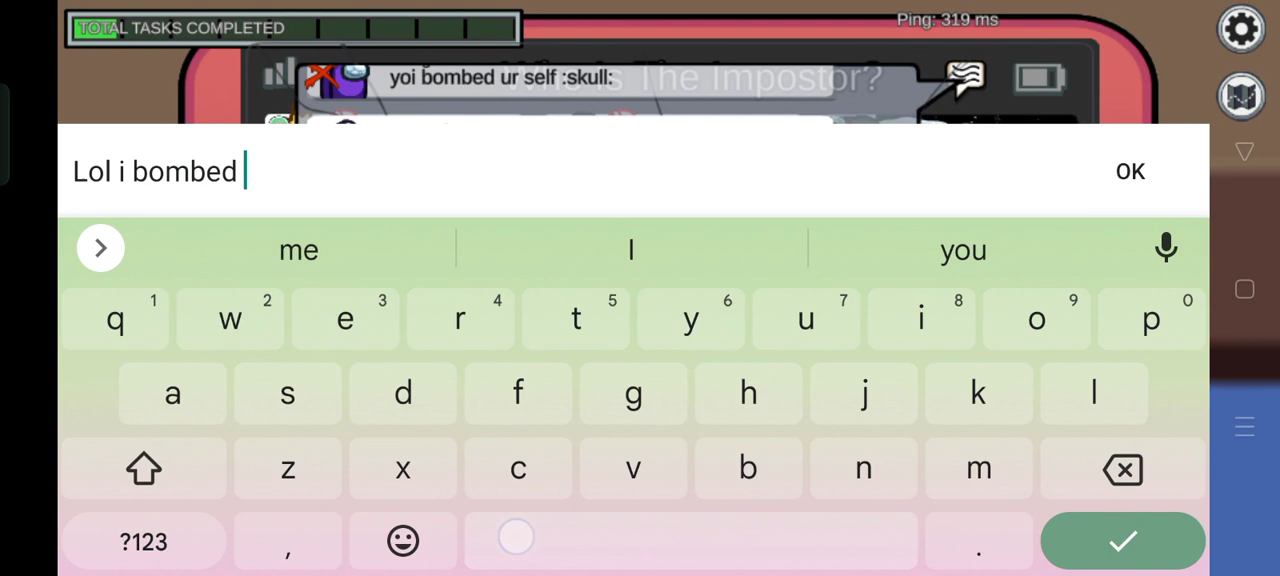 TOTAL TASKS COMPLETED
Ping: 319 ms
Who Is The Impostor?
yoi bombed ur self :skull:
Lol i bombed
OK
me I you
q 1 w 2 e 3 r 4 t 5 y 6 u 7 i 8 o 9 p 0
a s d f g h j k l
z x c v b n m
?123 , .